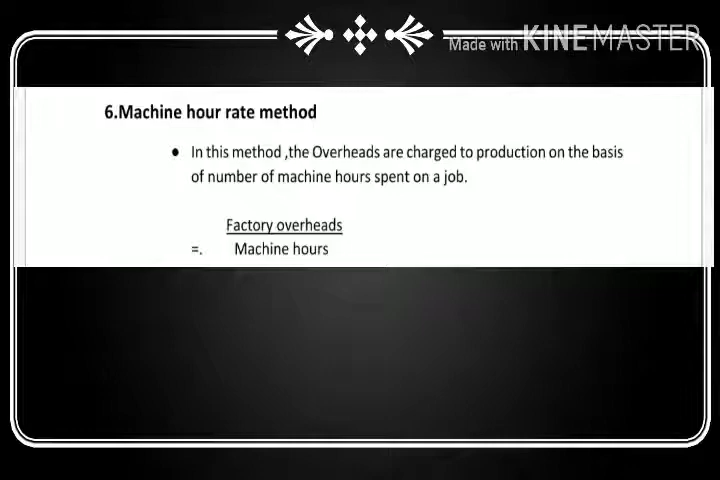 Made with KINEMASTER
6.Machine hour rate method
• In this method ,the Overheads are charged to production on the basis
of number of machine hours spent on a job.
Factory overheads
=. Machine hours